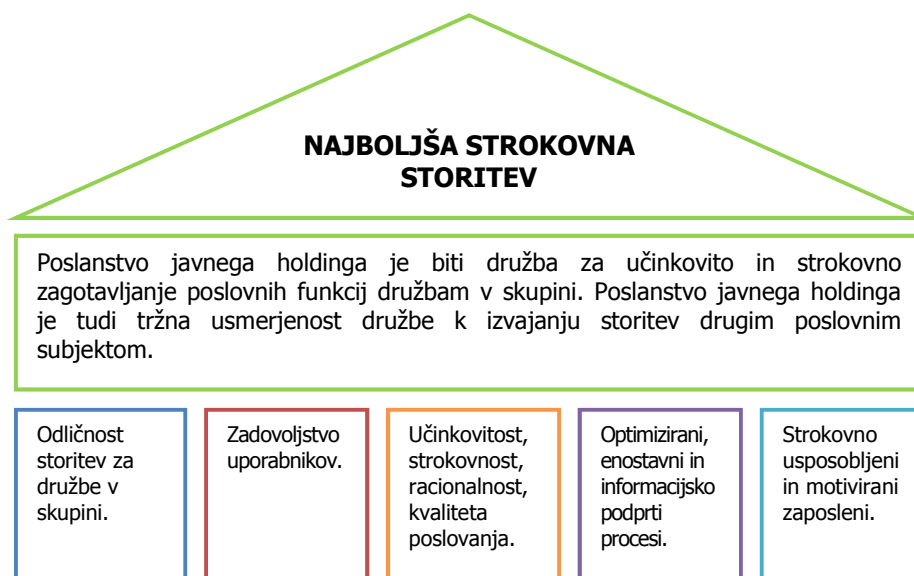 NAJBOLJŠA STROKOVNA
STORITEV
Poslanstvo javnega holdinga je biti družba za učinkovito in strokovno
zagotavljanje poslovnih funkcij družbam v skupini. Poslanstvo javnega holdinga
je tudi tržna usmerjenost družbe k izvajanju storitev drugim poslovnim
subjektom.
Odličnost
storitev za
družbe v
skupini.
Zadovoljstvo
uporabnikov.
Učinkovitost,
strokovnost,
racionalnost,
kvaliteta
poslovanja.
Optimizirani,
enostavni in
informacijsko
podprti
procesi.
Strokovno
usposobljeni
in motivirani
zaposleni.